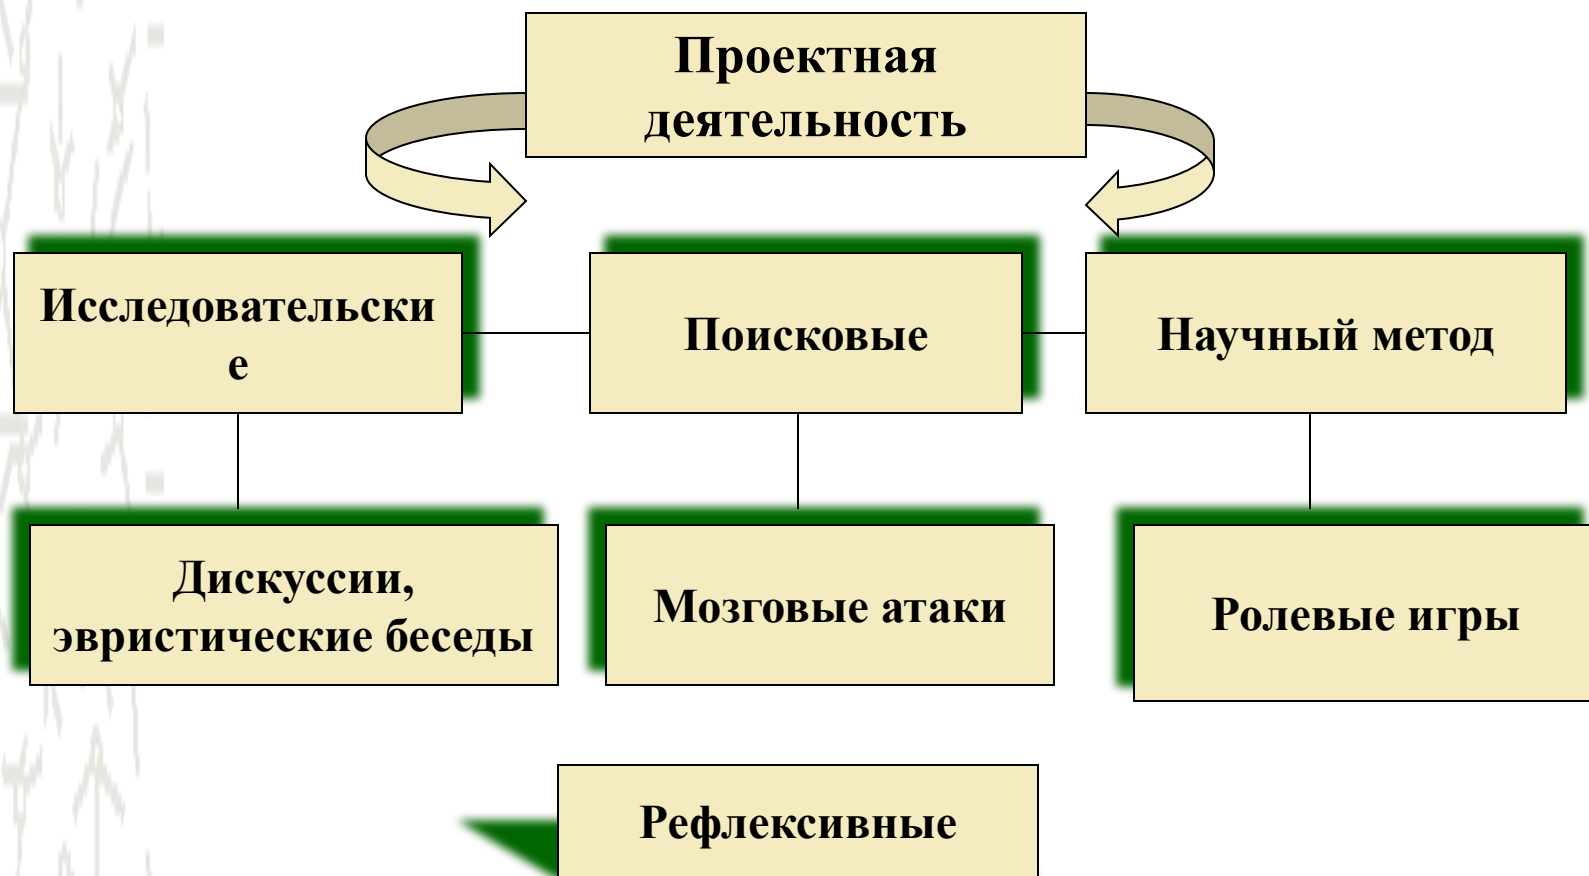 Проектная
деятельность
Исследовательски
е
Поисковые
Научный метод
Дискуссии,
эвристические беседы
Мозговые атаки
Ролевые игры
Рефлексивные